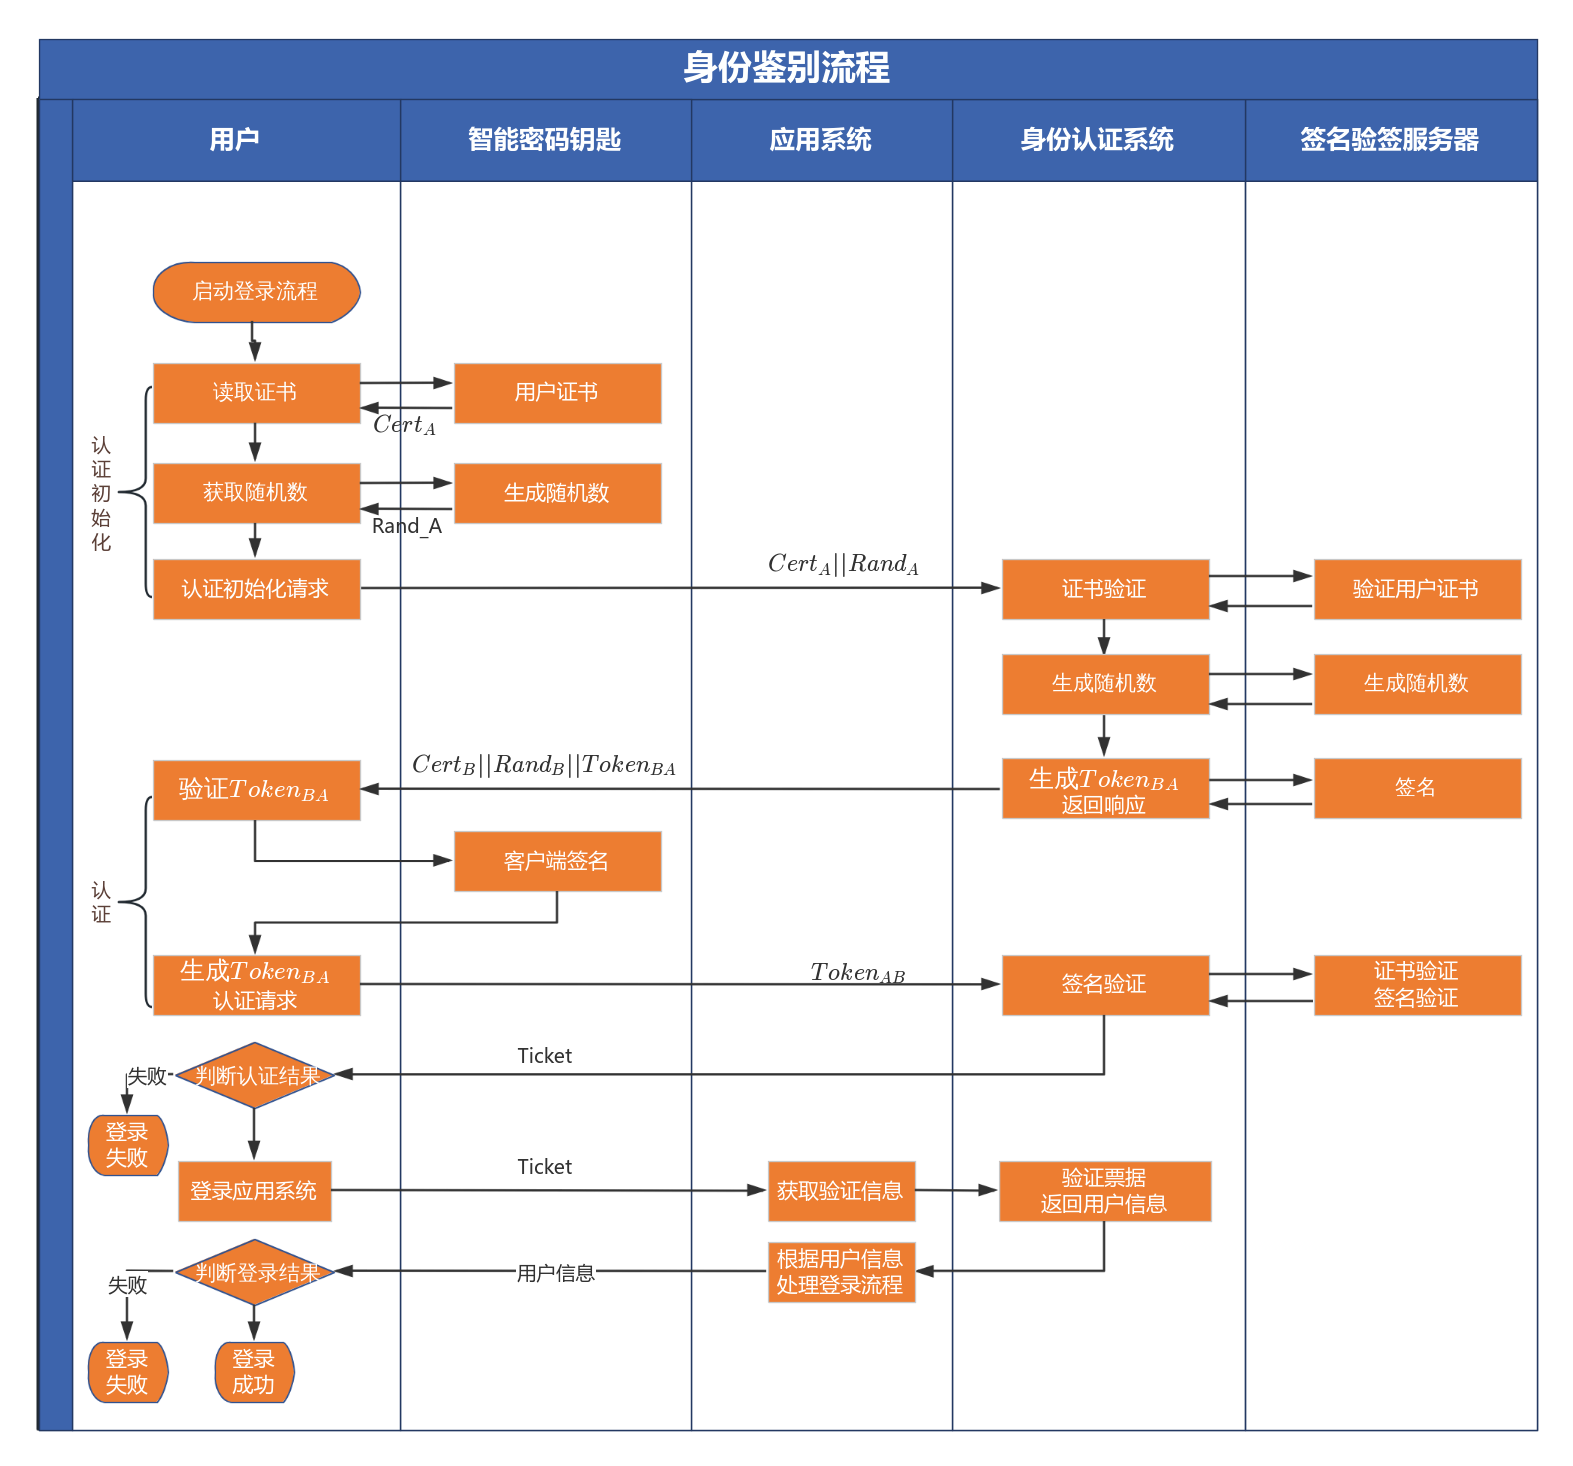 身份鉴别流程
用户
智能密码钥匙
应用系统
身份认证系统
签名验签服务器
启动登录流程
读取证书
用户证书
Cert_A
认证初始化
获取随机数
生成随机数
Rand_A
认证初始化请求
Cert_A||Rand_A
证书验证
验证用户证书
生成随机数
生成随机数
验证Token_BA
Cert_B||Rand_B||Token_BA
生成Token_BA
返回响应
签名
客户端签名
认证
生成Token_BA
认证请求
Token_AB
签名验证
证书验证
签名验证
Ticket
失败
判断认证结果
登录
失败
登录应用系统
Ticket
获取验证信息
验证票据
返回用户信息
失败
判断登录结果
用户信息
根据用户信息
处理登录流程
登录
失败
登录
成功